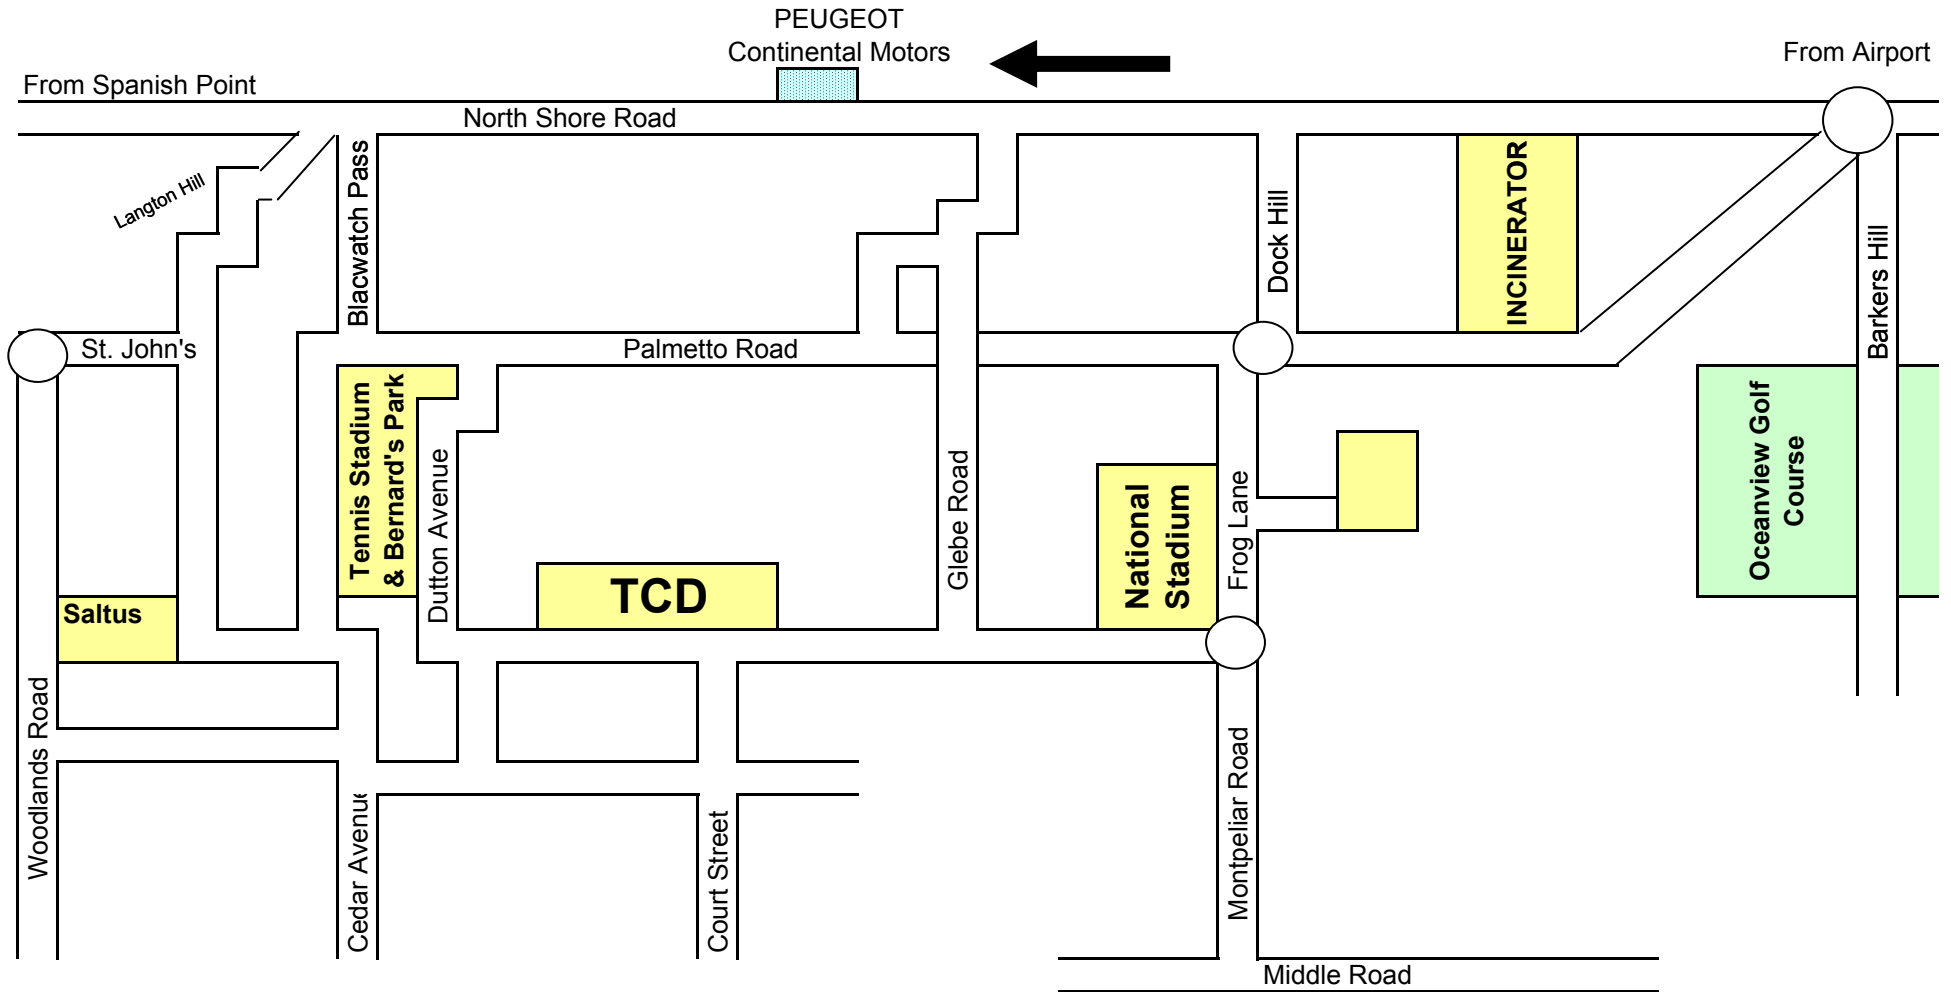 PEUGEOT
Continental Motors
From Airport
From Spanish Point
North Shore Road
Langton Hill
Blacwatch Pass
Dock Hill
INCINERATOR
Barkers Hill
St. John's
Palmetto Road
Tennis Stadium
& Bernard's Park
Dutton Avenue
Glebe Road
National
Stadium
Frog Lane
Oceanview Golf
Course
TCD
Saltus
Woodlands Road
Cedar Avenue
Court Street
Montpeliar Road
Middle Road